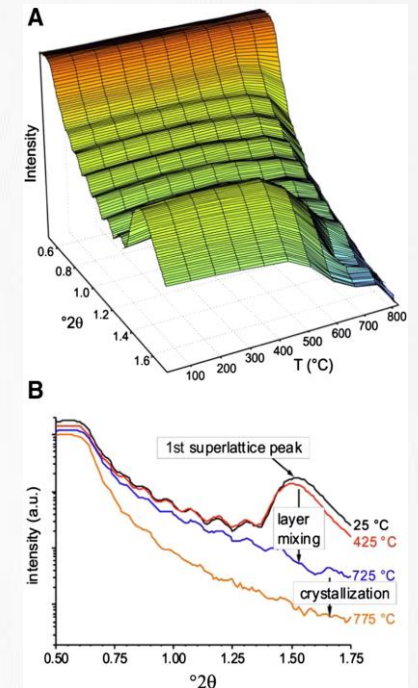 A
Intensity
0.6
0.8
1.0
1.2
1.4
1.6
°2θ
100
200
300
400
500
600
700
800
T (°C)
B
1st superlattice peak
25 °C
layer
mixing
425 °C
725 °C
crystallization
775 °C
intensity (a.u.)
0.50
0.75
1.00
1.25
1.50
1.75
°2θ